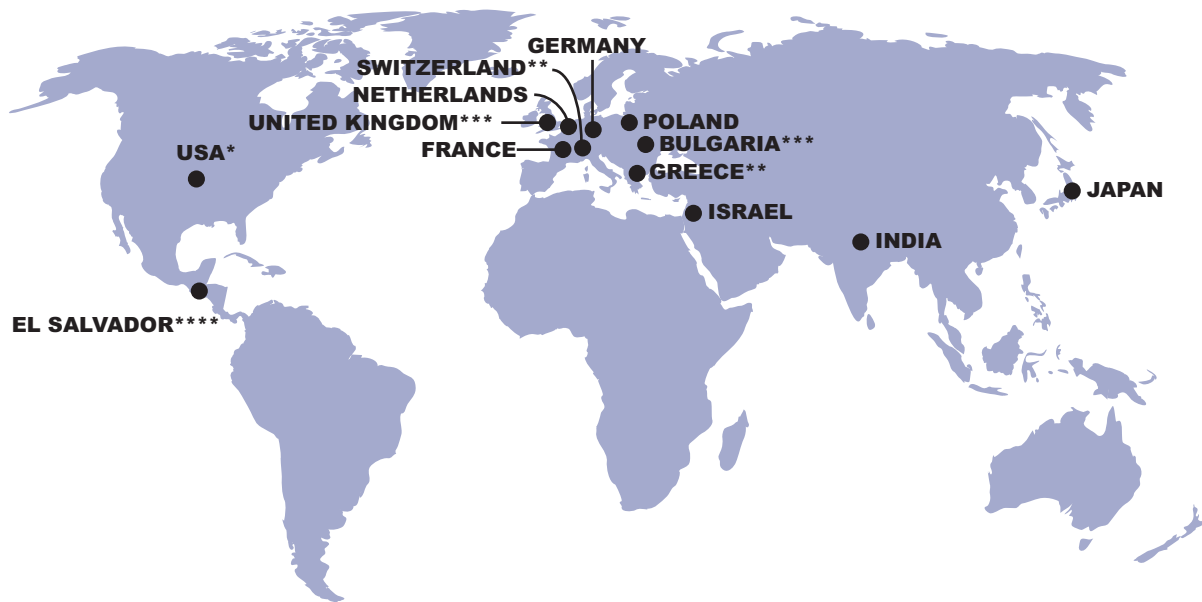 GERMANY
SWITZERLAND**
NETHERLANDS
UNITED KINGDOM***
POLAND
FRANCE
BULGARIA***
USA*
GREECE**
JAPAN
ISRAEL
INDIA
EL SALVADOR****